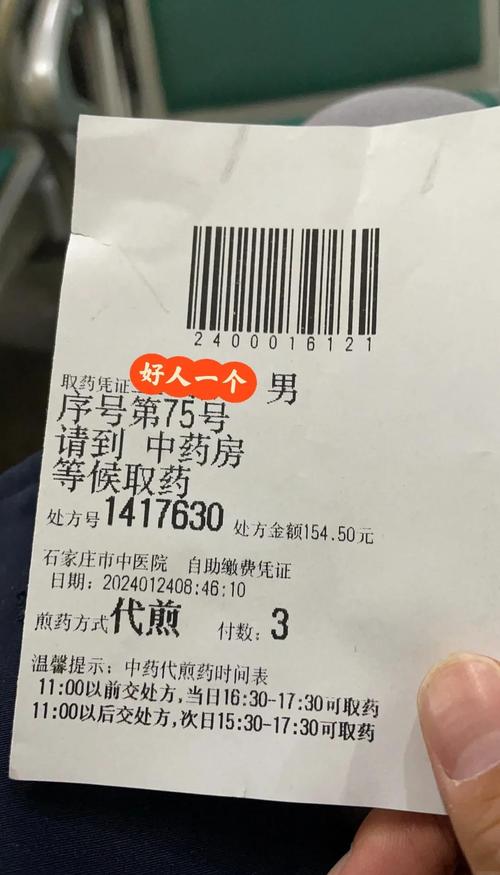 2400016121
取药凭证 好人一个 男
序号第75号
请到 中药房
等候取药
处方号1417630 处方金额154.50元
石家庄市中医院 自助缴费凭证
日期: 2024012408:46:10
煎药方式代煎 付数: 3
温馨提示: 中药代煎药时间表
11:00以前交处方, 当日16:30-17:30可取药
11:00以后交处方, 次日15:30-17:30可取药